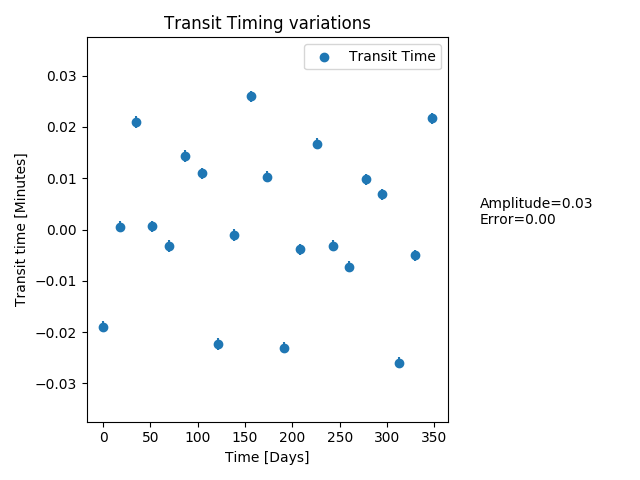 Transit Timing variations
Transit Time
0.03
0.02
0.01
0.00
−0.01
−0.02
−0.03
Transit time [Minutes]
0 50 100 150 200 250 300 350
Time [Days]
Amplitude=0.03
Error=0.00